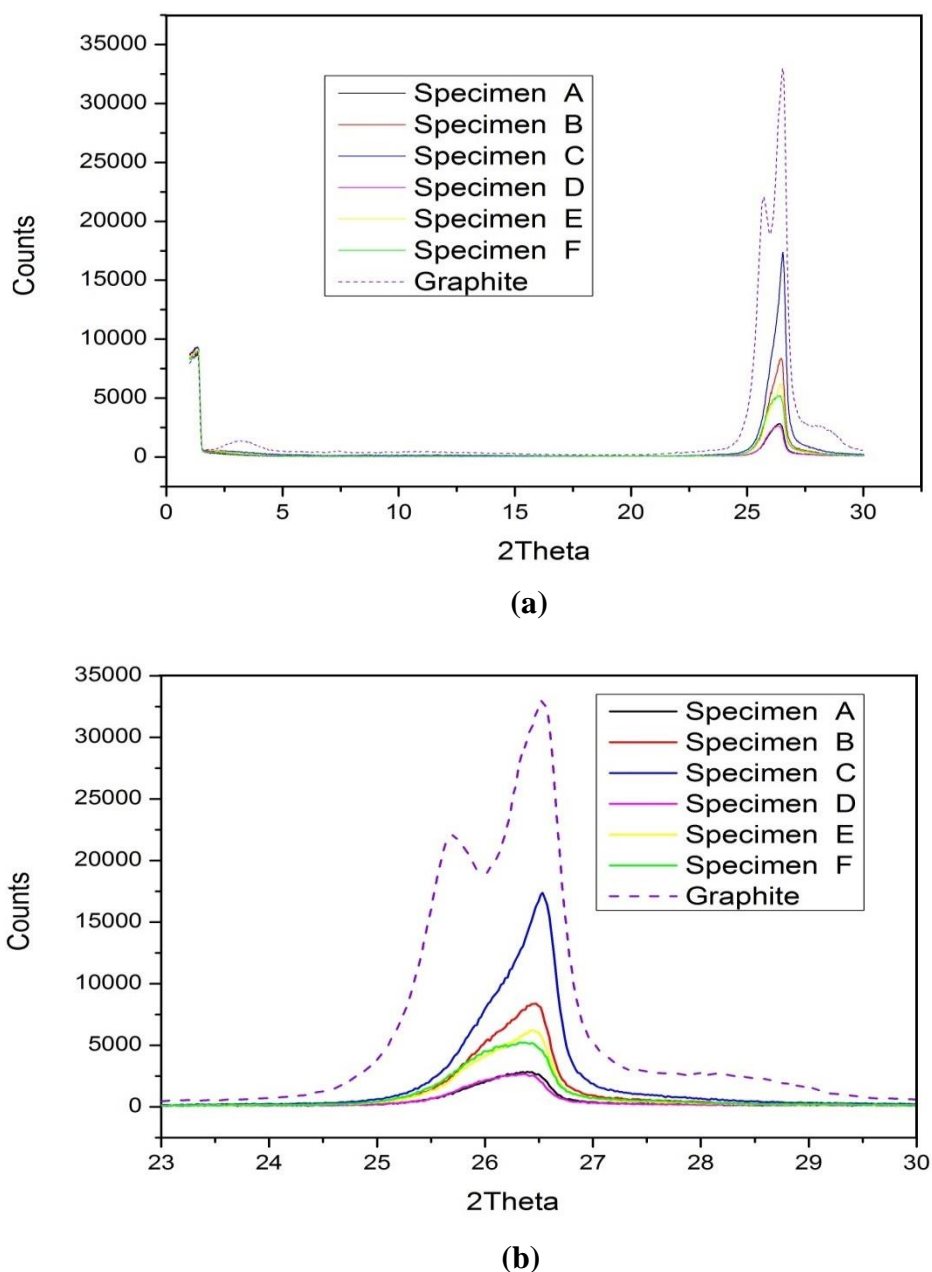 35000
30000
25000
20000
15000
10000
5000
0
Counts
Specimen A
Specimen B
Specimen C
Specimen D
Specimen E
Specimen F
Graphite
0 5 10 15 20 25 30
2Theta
(a)
35000
30000
25000
20000
15000
10000
5000
0
Counts
Specimen A
Specimen B
Specimen C
Specimen D
Specimen E
Specimen F
Graphite
23 24 25 26 27 28 29 30
2Theta
(b)